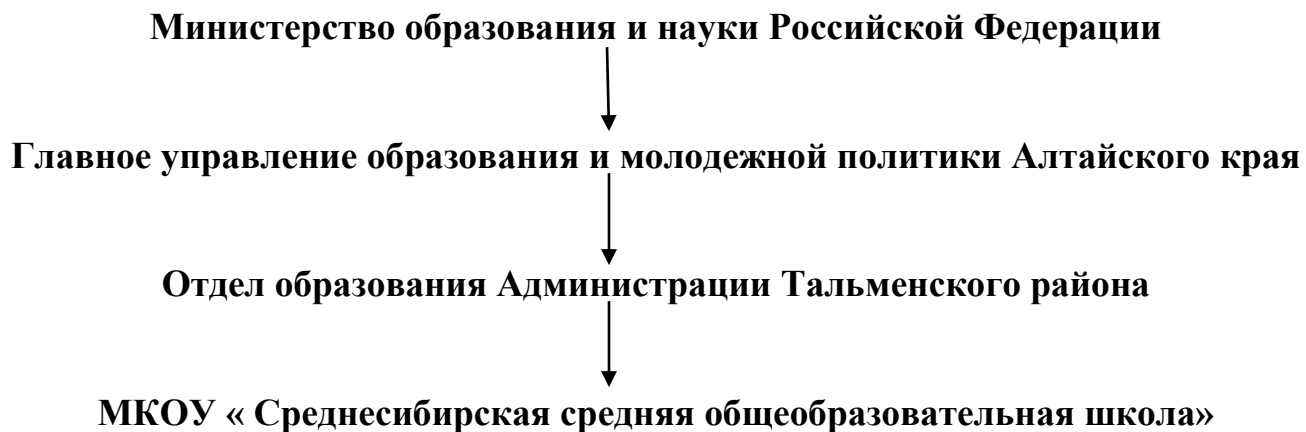 Министерство образования и науки Российской Федерации
Главное управление образования и молодежной политики Алтайского края
Отдел образования Администрации Тальменского района
МКОУ « Среднесибирская средняя общеобразовательная школа»